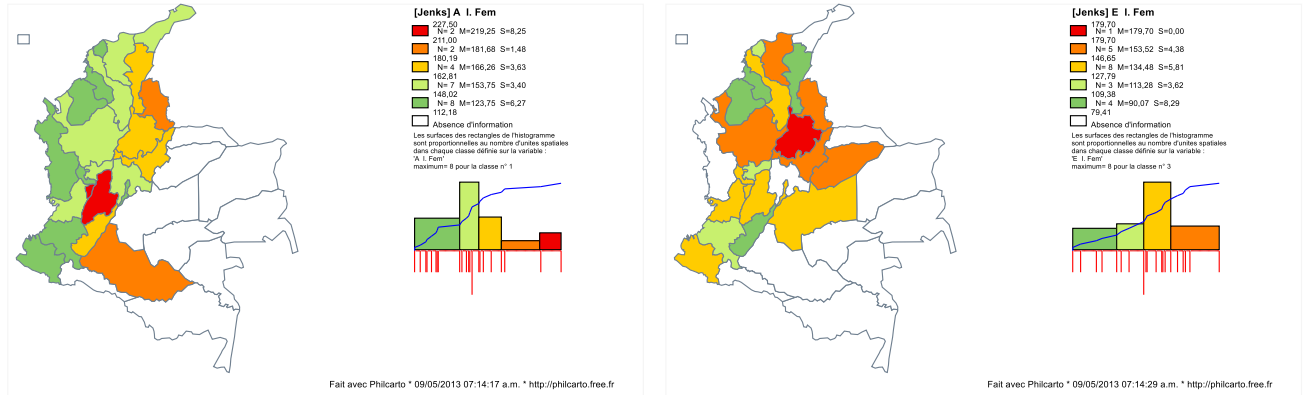 [Jenks] A I. Fem
227,50
N= 2 M=219,25 S=8,25
211,00
N= 2 M=181,68 S=1,48
180,19
N= 4 M=166,26 S=3,63
162,81
N= 7 M=153,75 S=3,40
148,02
N= 8 M=123,75 S=6,27
112,18
Absence d'information
Les surfaces des rectangles de l'histogramme
sont proportionnelles au nombre d'unites spatiales
dans chaque classe définie sur la variable :
'A I. Fem'
maximum= 8 pour la classe n° 1
Fait avec Philcarto * 09/05/2013 07:14:17 a.m. * http://philcarto.free.fr
[Jenks] E I. Fem
179,70
N= 1 M=179,70 S=0,00
179,70
N= 5 M=153,52 S=4,38
146,65
N= 8 M=134,48 S=5,81
127,79
N= 3 M=113,28 S=3,62
109,38
N= 4 M=90,07 S=8,29
79,41
Absence d'information
Les surfaces des rectangles de l'histogramme
sont proportionnelles au nombre d'unites spatiales
dans chaque classe définie sur la variable :
'E I. Fem'
maximum= 8 pour la classe n° 3
Fait avec Philcarto * 09/05/2013 07:14:29 a.m. * http://philcarto.free.fr